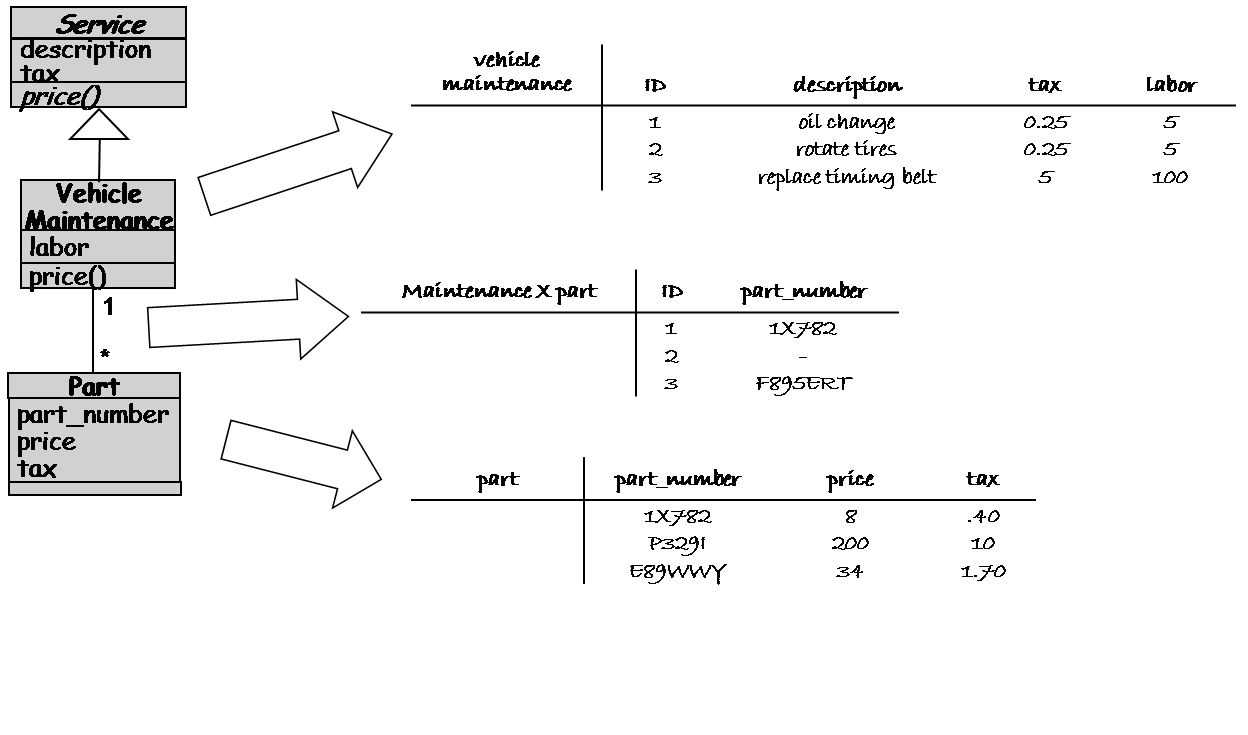 Service
description
tax
price()
Vehicle
Maintenance
labor
price()
1
*
Part
part_number
price
tax
vehicle
maintenance ID description tax labor
1 oil change 0.25 5
2 rotate tires 0.25 5
3 replace timing belt 5 100
Maintenance X part ID part_number
1 1X782
2 -
3 F895ERT
part part_number price tax
1X782 8 .40
P329I 200 10
E89WWY 34 1.70